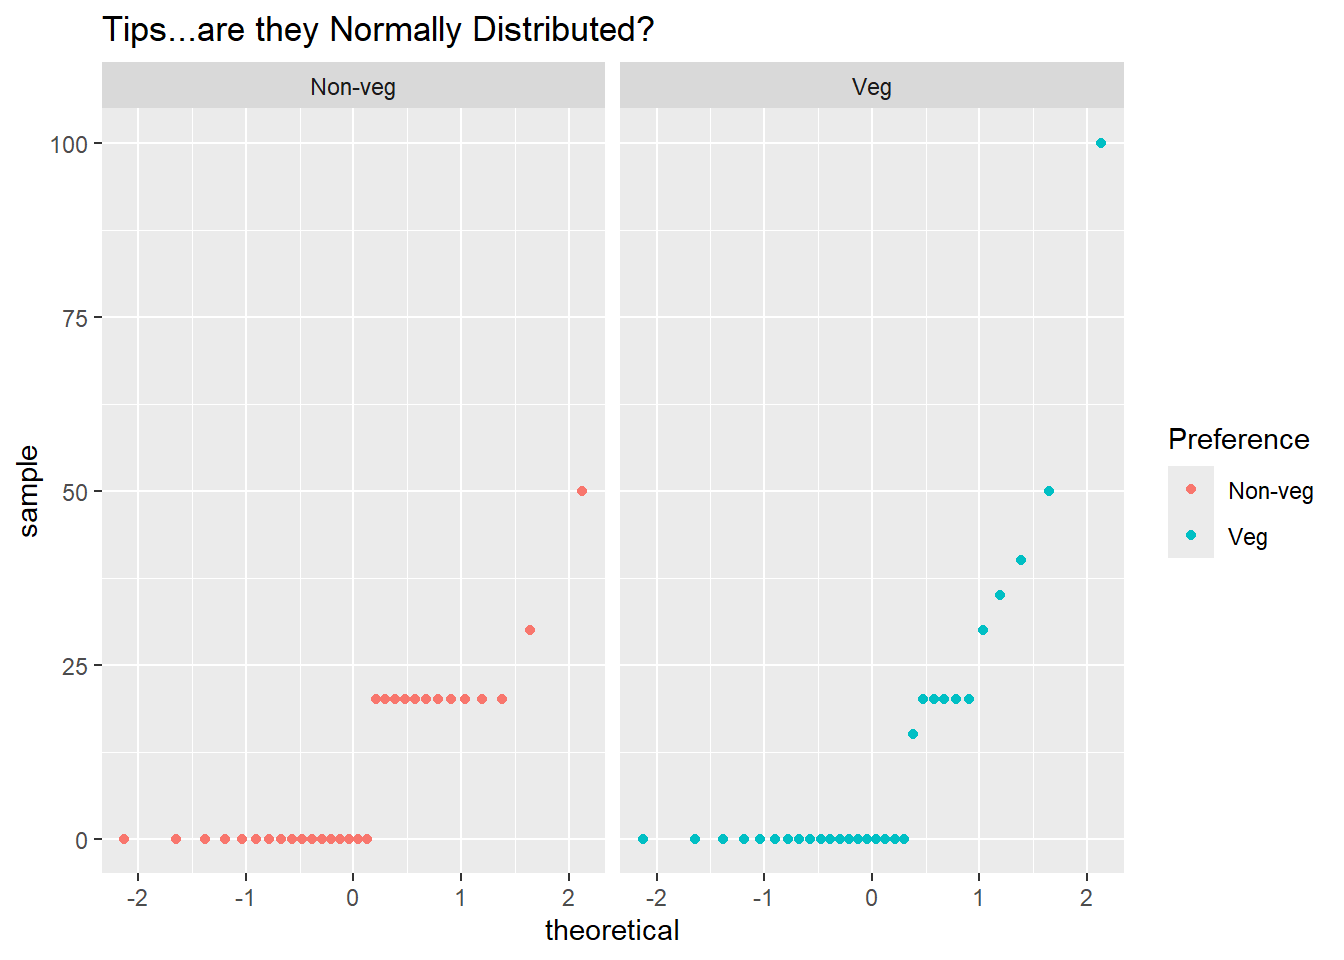 Tips...are they Normally Distributed?
Non-veg
Veg
100
75
50
25
0
sample
-2
-1
0
1
2
-2
-1
0
1
2
theoretical
Preference
Non-veg
Veg